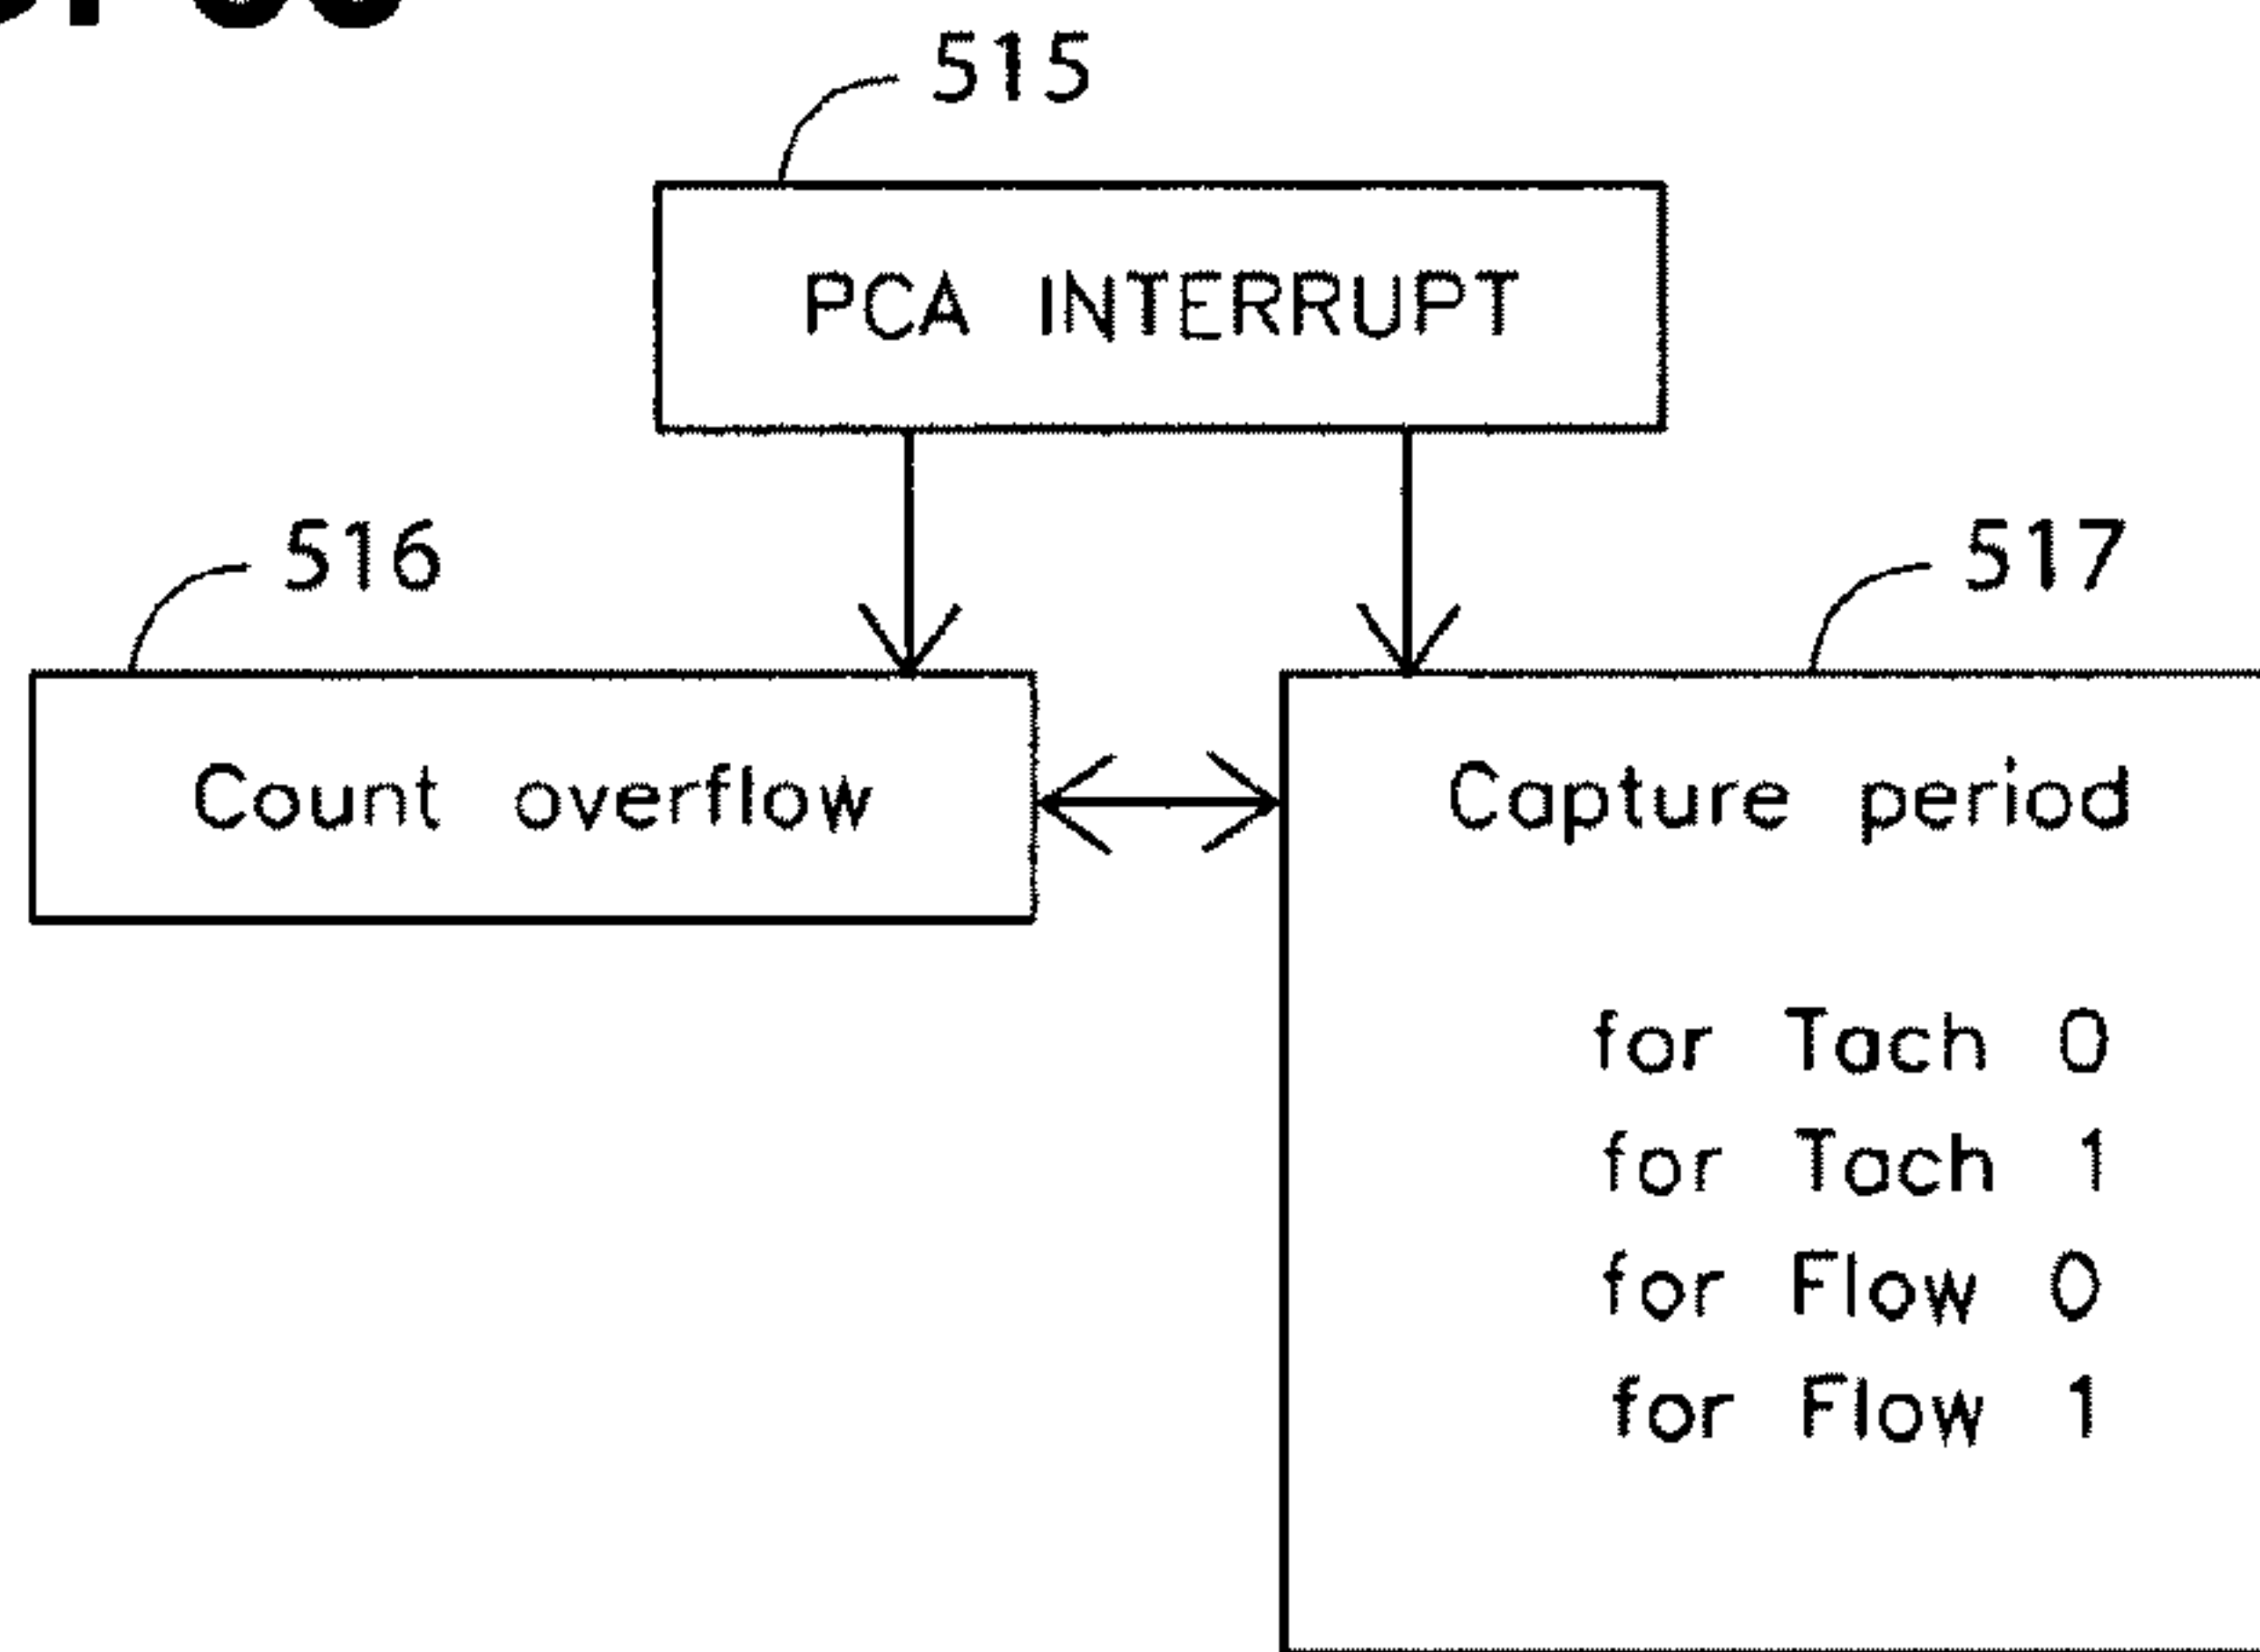 515
PCA INTERRUPT
516
517
Count overflow
Capture period
for Tach 0
for Tach 1
for Flow 0
for Flow 1